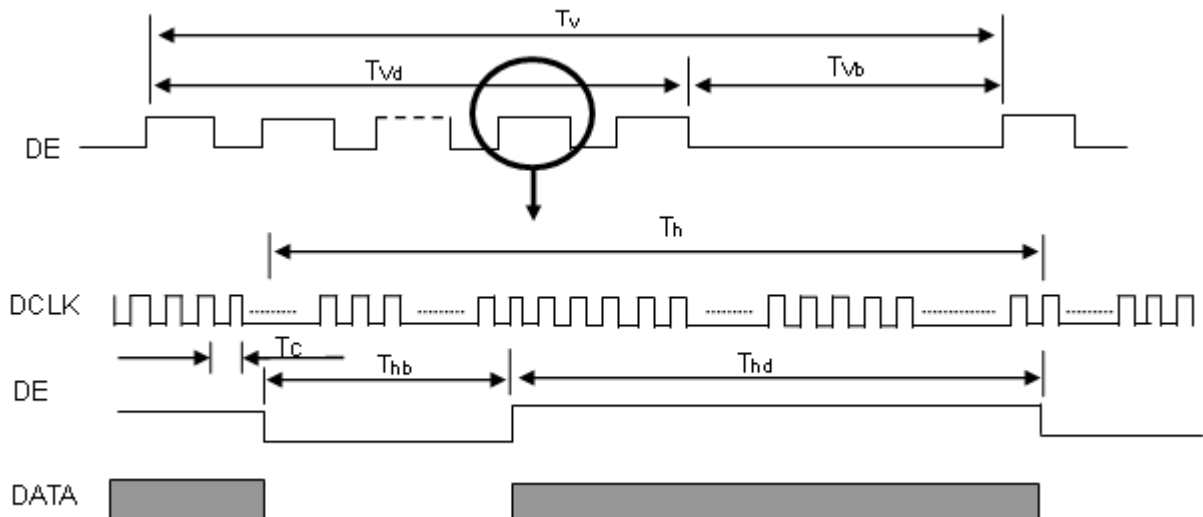 Tv
Tvd
Tvb
DE
Th
DCLK
Tc
Thb
Thd
DE
DATA